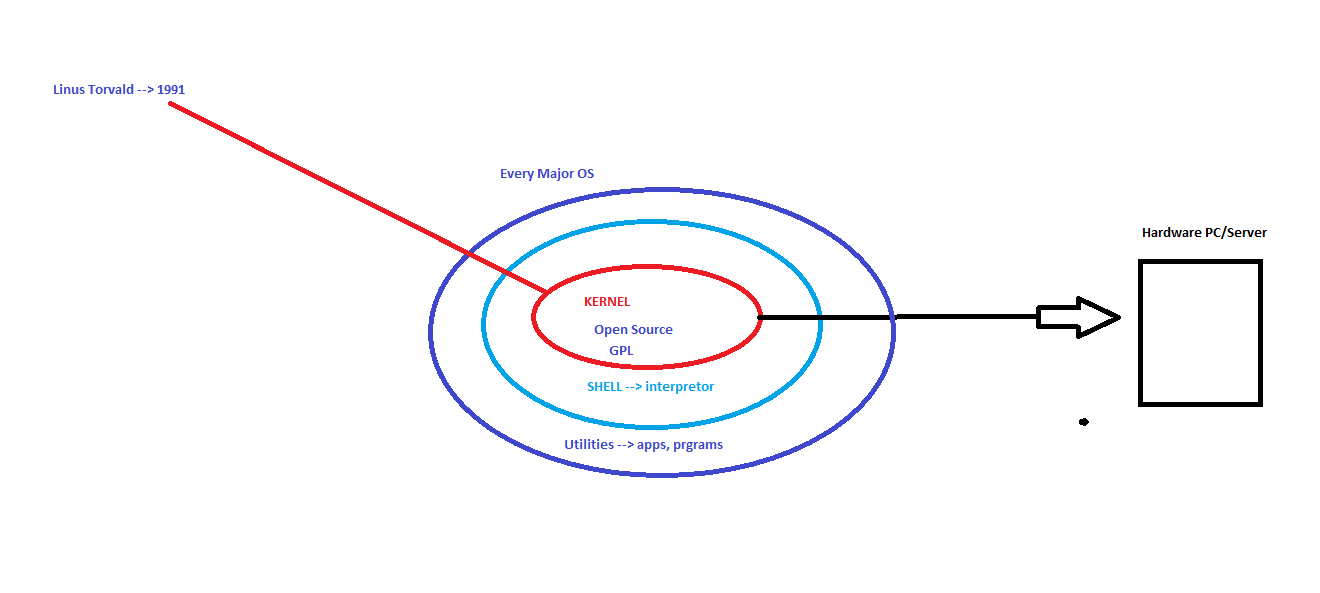 Linus Torvald --> 1991
Every Major OS
Hardware PC/Server
KERNEL
Open Source
GPL
SHELL --> interpretor
Utilities --> apps, prgrams